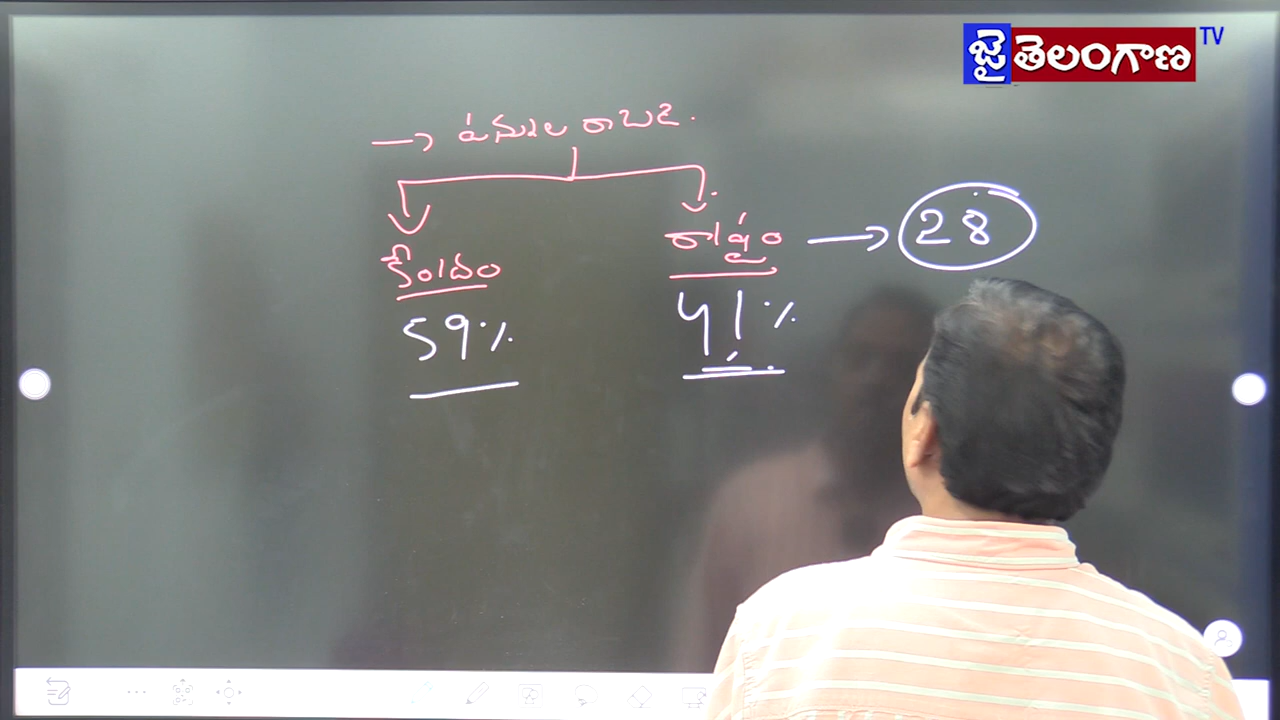 జై తెలంగాణ TV
→ పన్నుల రాబడి.
కేంద్రం
రాష్ట్రం → 28
59%
41%